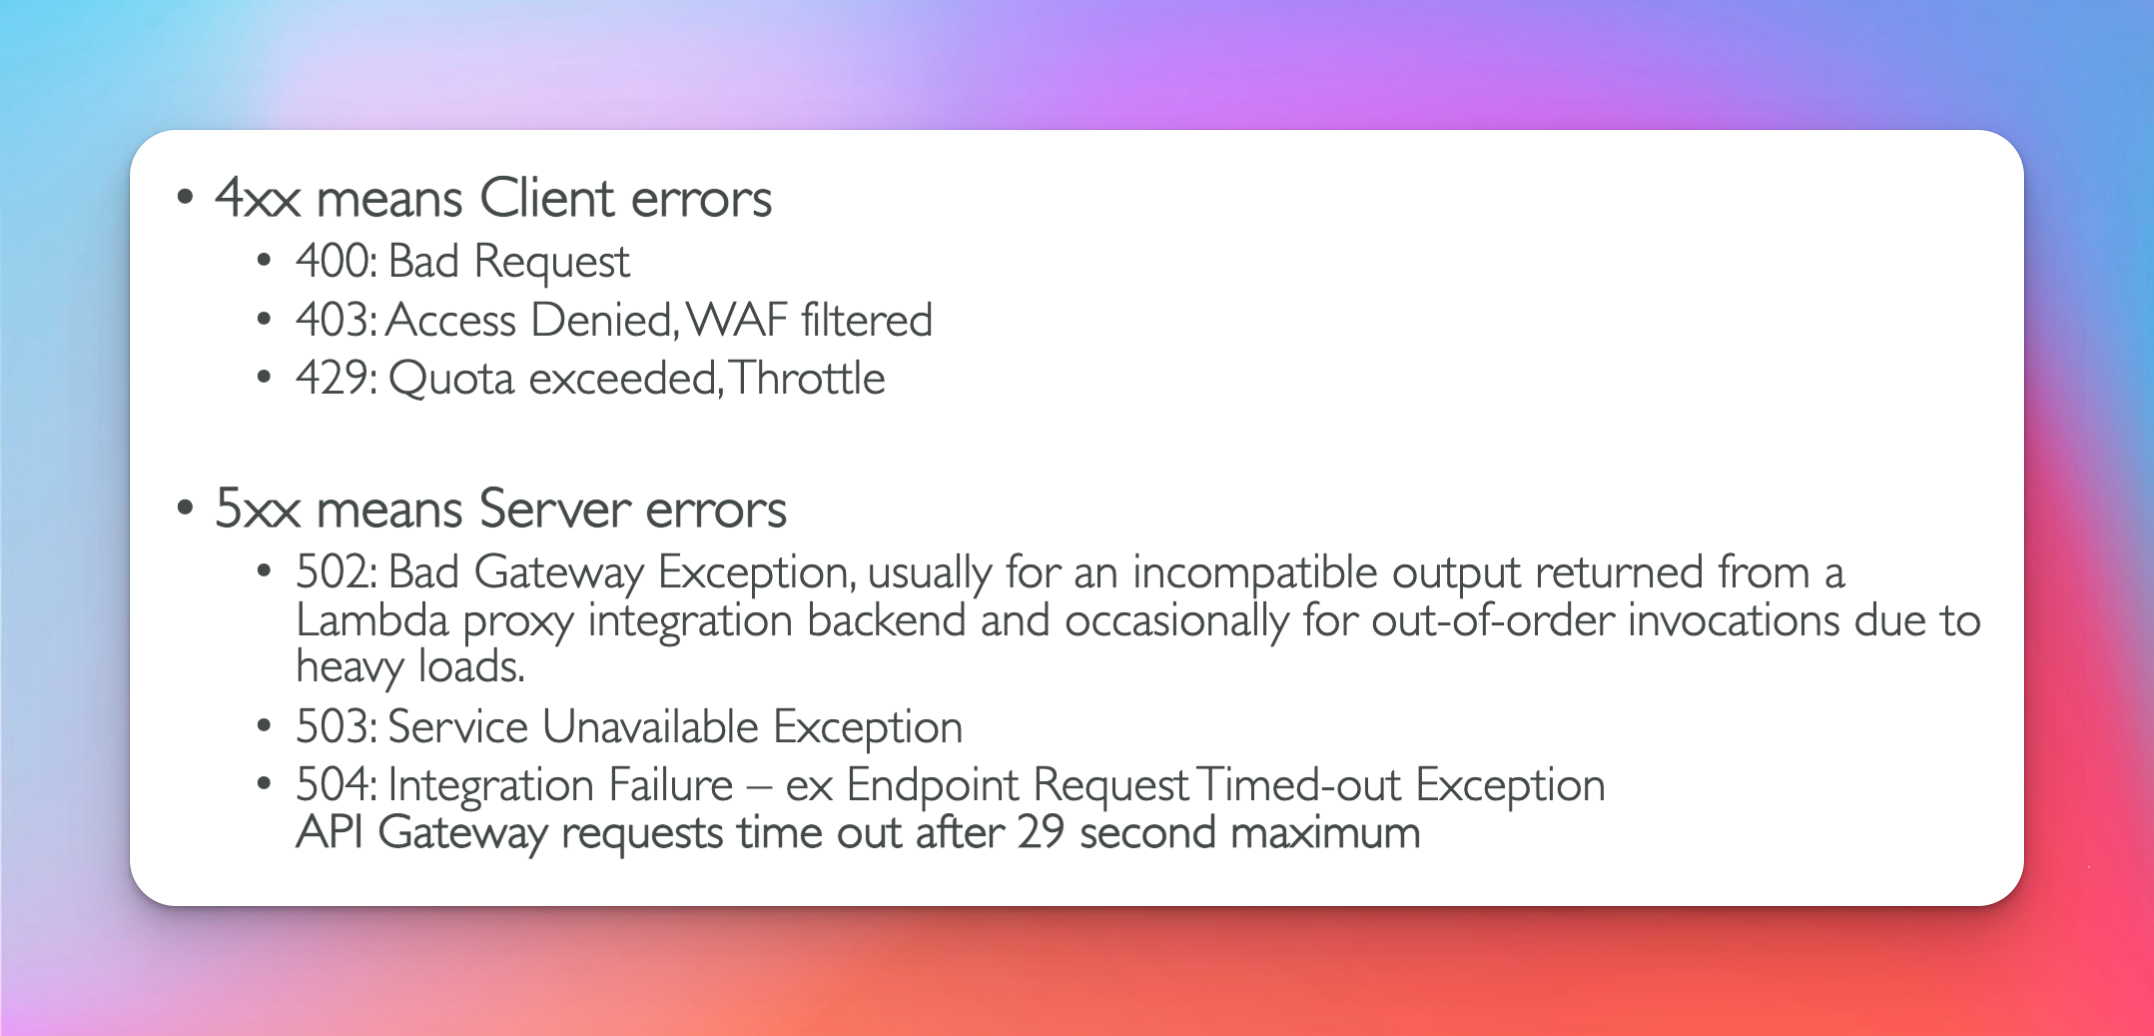 • 4xx means Client errors
• 400: Bad Request
• 403: Access Denied, WAF filtered
• 429: Quota exceeded, Throttle
• 5xx means Server errors
• 502: Bad Gateway Exception, usually for an incompatible output returned from a
Lambda proxy integration backend and occasionally for out-of-order invocations due to
heavy loads.
• 503: Service Unavailable Exception
• 504: Integration Failure – ex Endpoint Request Timed-out Exception
API Gateway requests time out after 29 second maximum